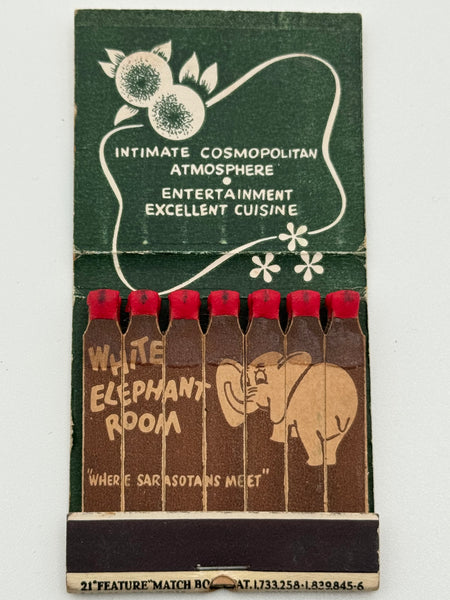 INTIMATE COSMOPOLITAN
ATMOSPHERE
•
ENTERTAINMENT
EXCELLENT CUISINE
WHITE
ELEPHANT
ROOM
"WHERE SARASOTANS MEET"
21 "FEATURE" MATCH BO AT. 1,733,258 · 1,839,845-6